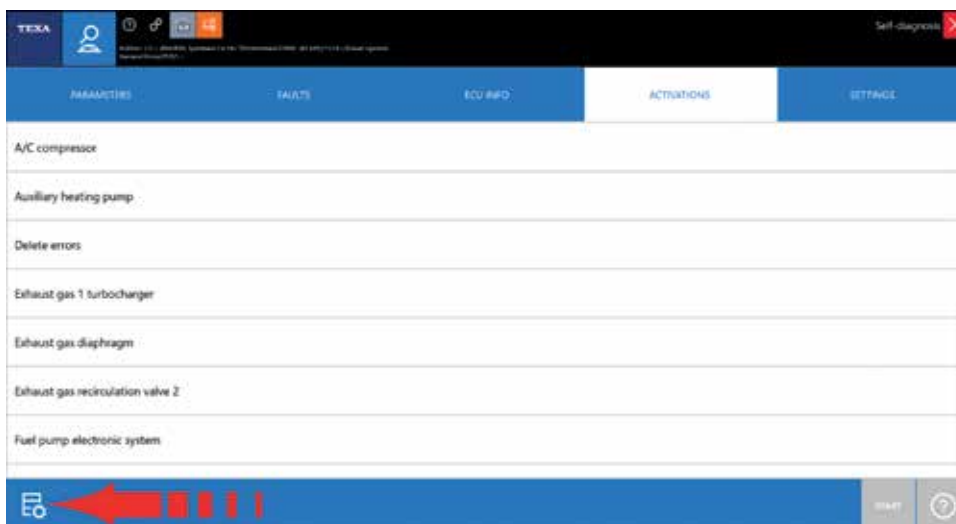 TEXA
Self-diagnosis
PARAMETERS
FAULTS
ECU INFO
ACTIVATIONS
SETTINGS
A/C compressor
Auxiliary heating pump
Delete errors
Exhaust gas 1 turbocharger
Exhaust gas diaphragm
Exhaust gas recirculation valve 2
Fuel pump electronic system
START